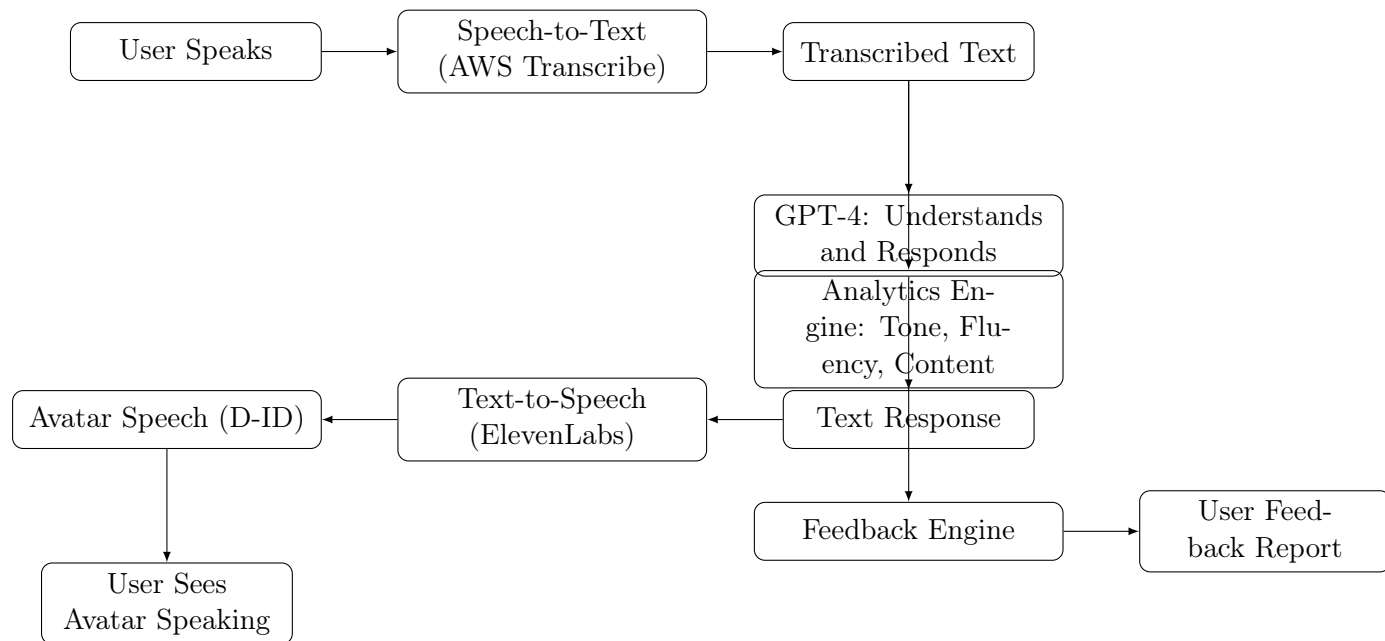 User Speaks
Speech-to-Text
(AWS Transcribe)
Transcribed Text
GPT-4: Understands
and Responds
Analytics En-
gine: Tone, Flu-
ency, Content
Avatar Speech (D-ID)
Text-to-Speech
(ElevenLabs)
Text Response
Feedback Engine
User Feed-
back Report
User Sees
Avatar Speaking